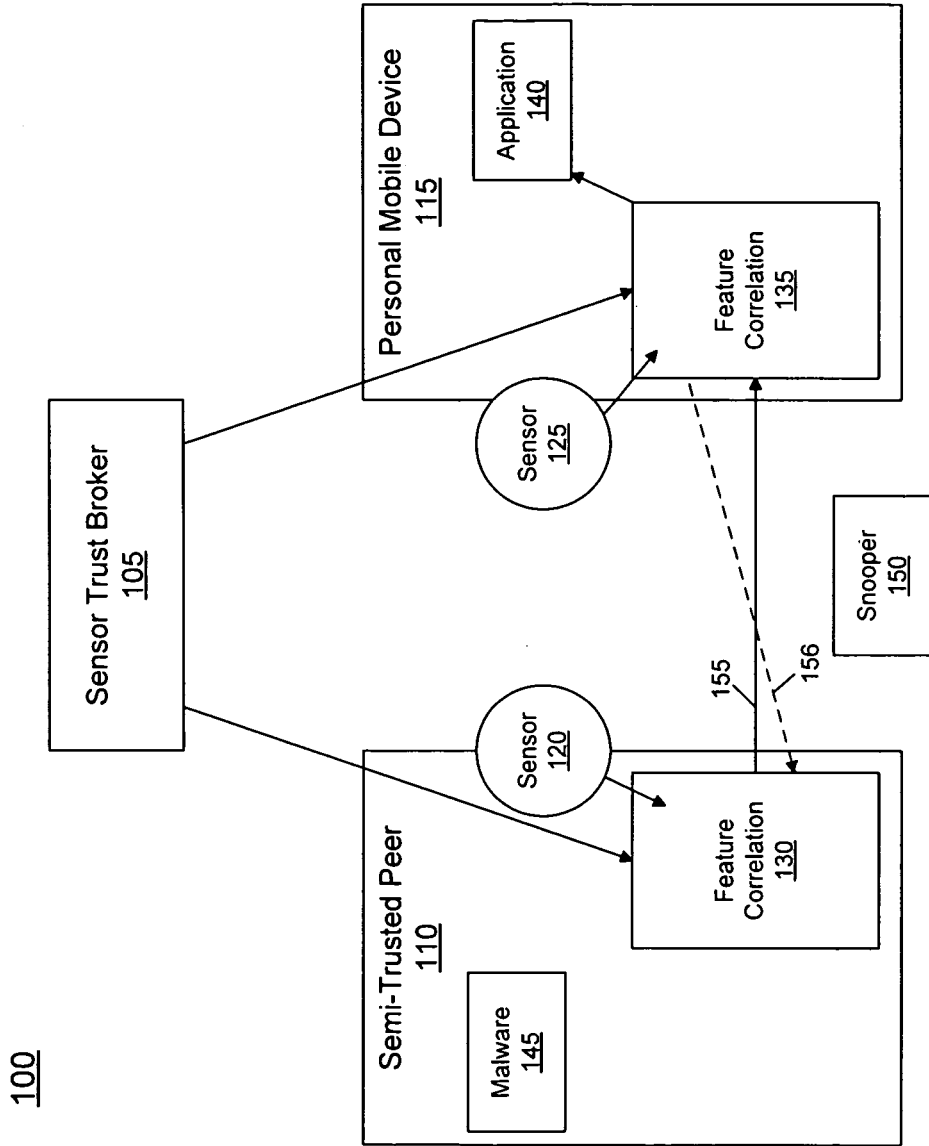 100
Sensor Trust Broker
105
Semi-Trusted Peer
110
Malware
145
Sensor
120
Feature
Correlation
130
155
156
Personal Mobile Device
115
Sensor
125
Application
140
Feature
Correlation
135
Snooper
150